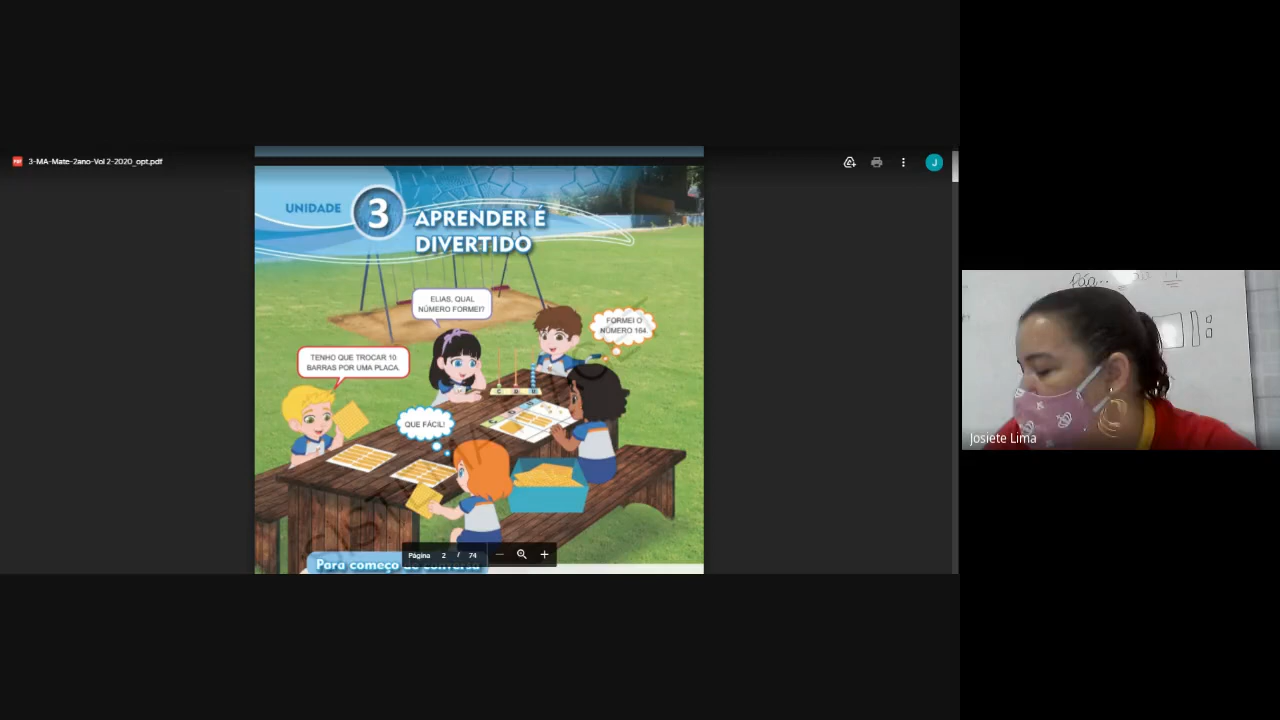 3-MA-Mate-2ano-Vol 2-2020_opt.pdf
J
UNIDADE
3
APRENDER É
DIVERTIDO
ELIAS, QUAL
NÚMERO FORMEI?
FORMEI O
NÚMERO 164.
TENHO QUE TROCAR 10
BARRAS POR UMA PLACA.
QUE FÁCIL!
C D U
Página 2 / 74
Para começo de conversa
Josiete Lima